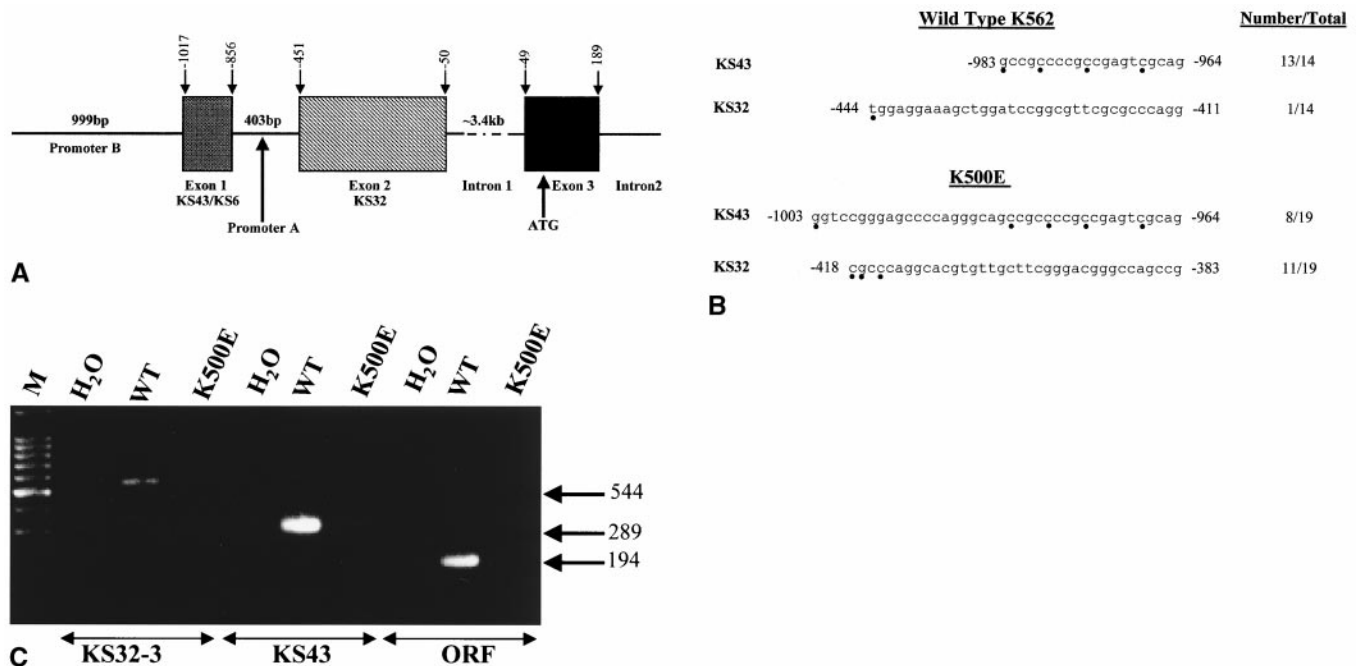 -1017
-856
-451
-50
-49
189
999bp
403bp
~3.4kb
Promoter B
Exon 1
KS43/KS6
Promoter A
Exon 2
KS32
Intron 1
Exon 3
Intron2
ATG
A
Wild Type K562
Number/Total
KS43
-983 gccgccccgccgagtcgcag -964
13/14
KS32
-444 tggaggaaagctggatccggcgttcgcgcccagg -411
1/14
K500E
KS43
-1003 ggtccgggagccccagggcagccgccccgccgagtcgcag -964
8/19
KS32
-418 cgcccaggcacgtgttgcttcgggacgggccagccg -383
11/19
B
M
H2O
WT
K500E
H2O
WT
K500E
H2O
WT
K500E
544
289
194
KS32-3
KS43
ORF
C